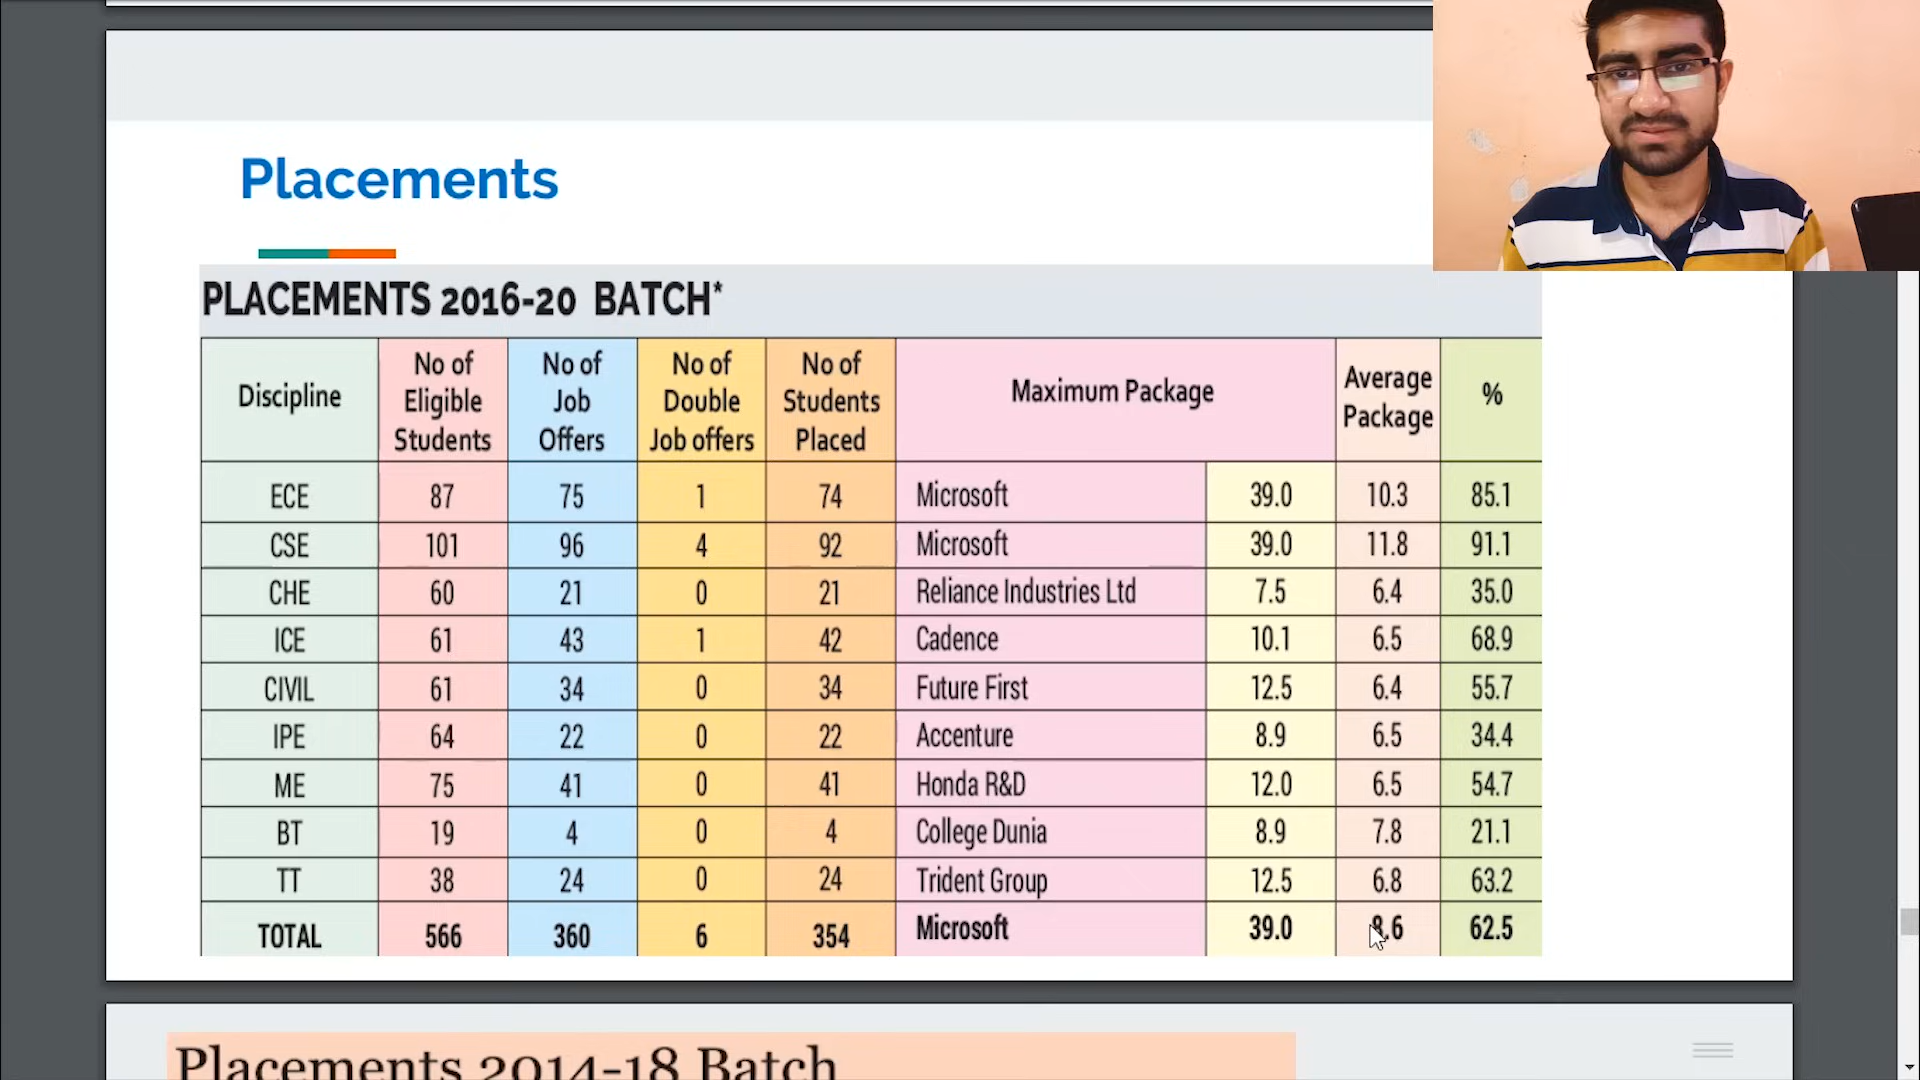 Placements
PLACEMENTS 2016-20 BATCH*
Discipline No of Eligible Students No of Job Offers No of Double Job offers No of Students Placed Maximum Package Average Package %
ECE 87 75 1 74 Microsoft 39.0 10.3 85.1
CSE 101 96 4 92 Microsoft 39.0 11.8 91.1
CHE 60 21 0 21 Reliance Industries Ltd 7.5 6.4 35.0
ICE 61 43 1 42 Cadence 10.1 6.5 68.9
CIVIL 61 34 0 34 Future First 12.5 6.4 55.7
IPE 64 22 0 22 Accenture 8.9 6.5 34.4
ME 75 41 0 41 Honda R&D 12.0 6.5 54.7
BT 19 4 0 4 College Dunia 8.9 7.8 21.1
TT 38 24 0 24 Trident Group 12.5 6.8 63.2
TOTAL 566 360 6 354 Microsoft 39.0 8.6 62.5
Placements 2014-18 Batch